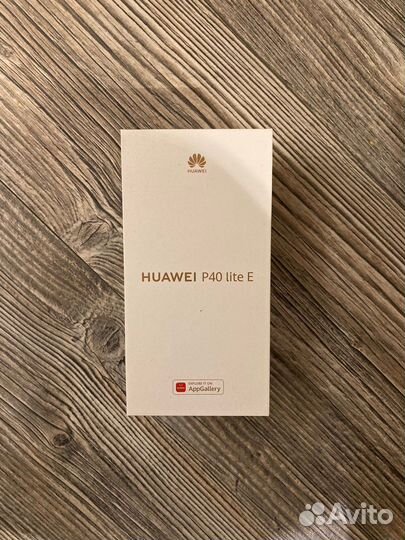 HUAWEI
HUAWEI P40 lite E
EXPLORE IT ON
AppGallery
Avito